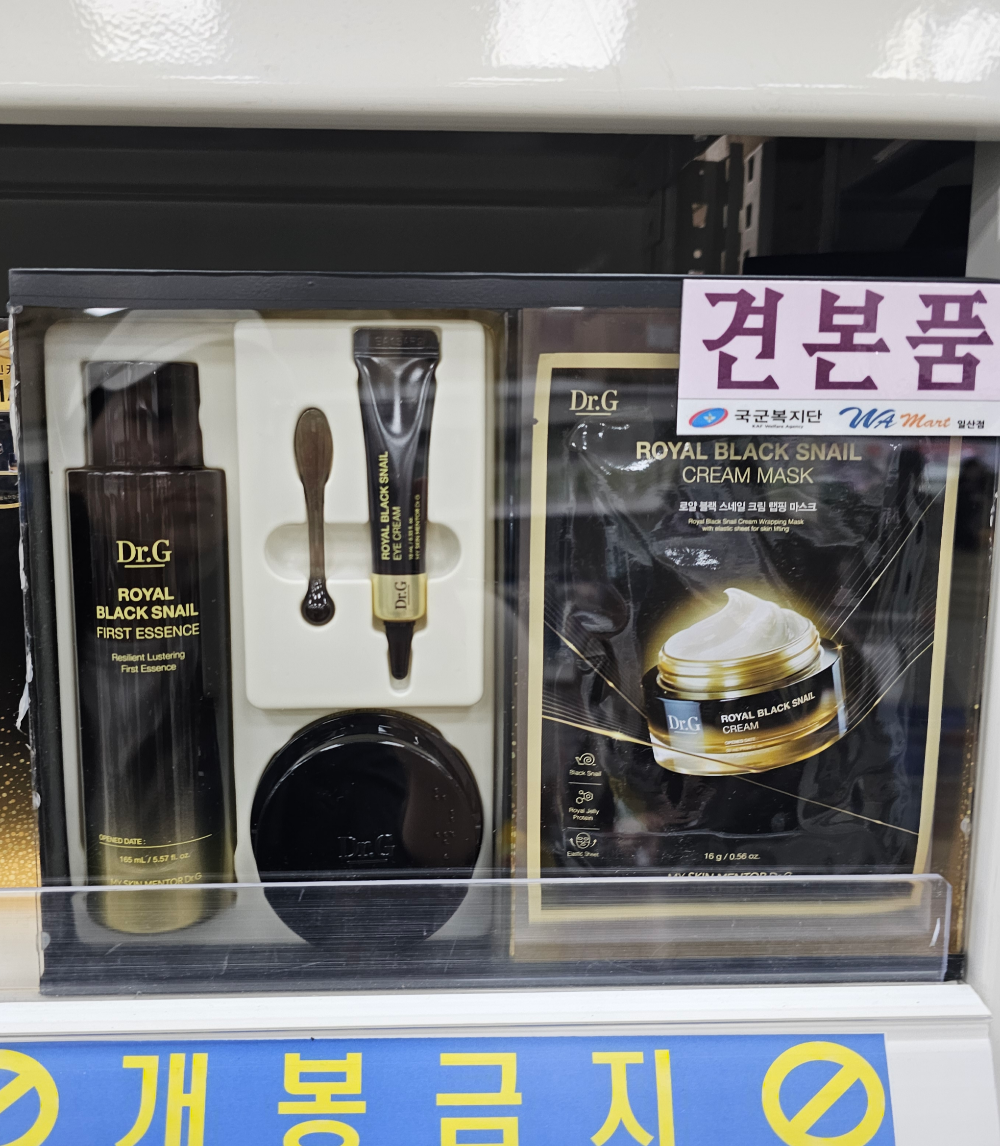 견본품
국군복지단 WA Mart 일산점
Dr.G
ROYAL
BLACK SNAIL
FIRST ESSENCE
Resilient Lustering
First Essence
OPENED DATE :
165 mL / 5.57 fl. oz.
MY SKIN MENTOR Dr.G
ROYAL BLACK SNAIL
EYE CREAM
MY SKIN MENTOR Dr.G
Dr.G
Dr.G
Dr.G
ROYAL BLACK SNAIL
CREAM MASK
로얄 블랙 스네일 크림 랩핑 마스크
Royal Black Snail Cream Wrapping Mask
with elastic sheet for skin lifting
Dr.G
ROYAL BLACK SNAIL
CREAM
Black Snail
Royal Jelly
Protein
Elastic Sheet
16 g / 0.56 oz.
MY SKIN MENTOR Dr.G
개봉금지